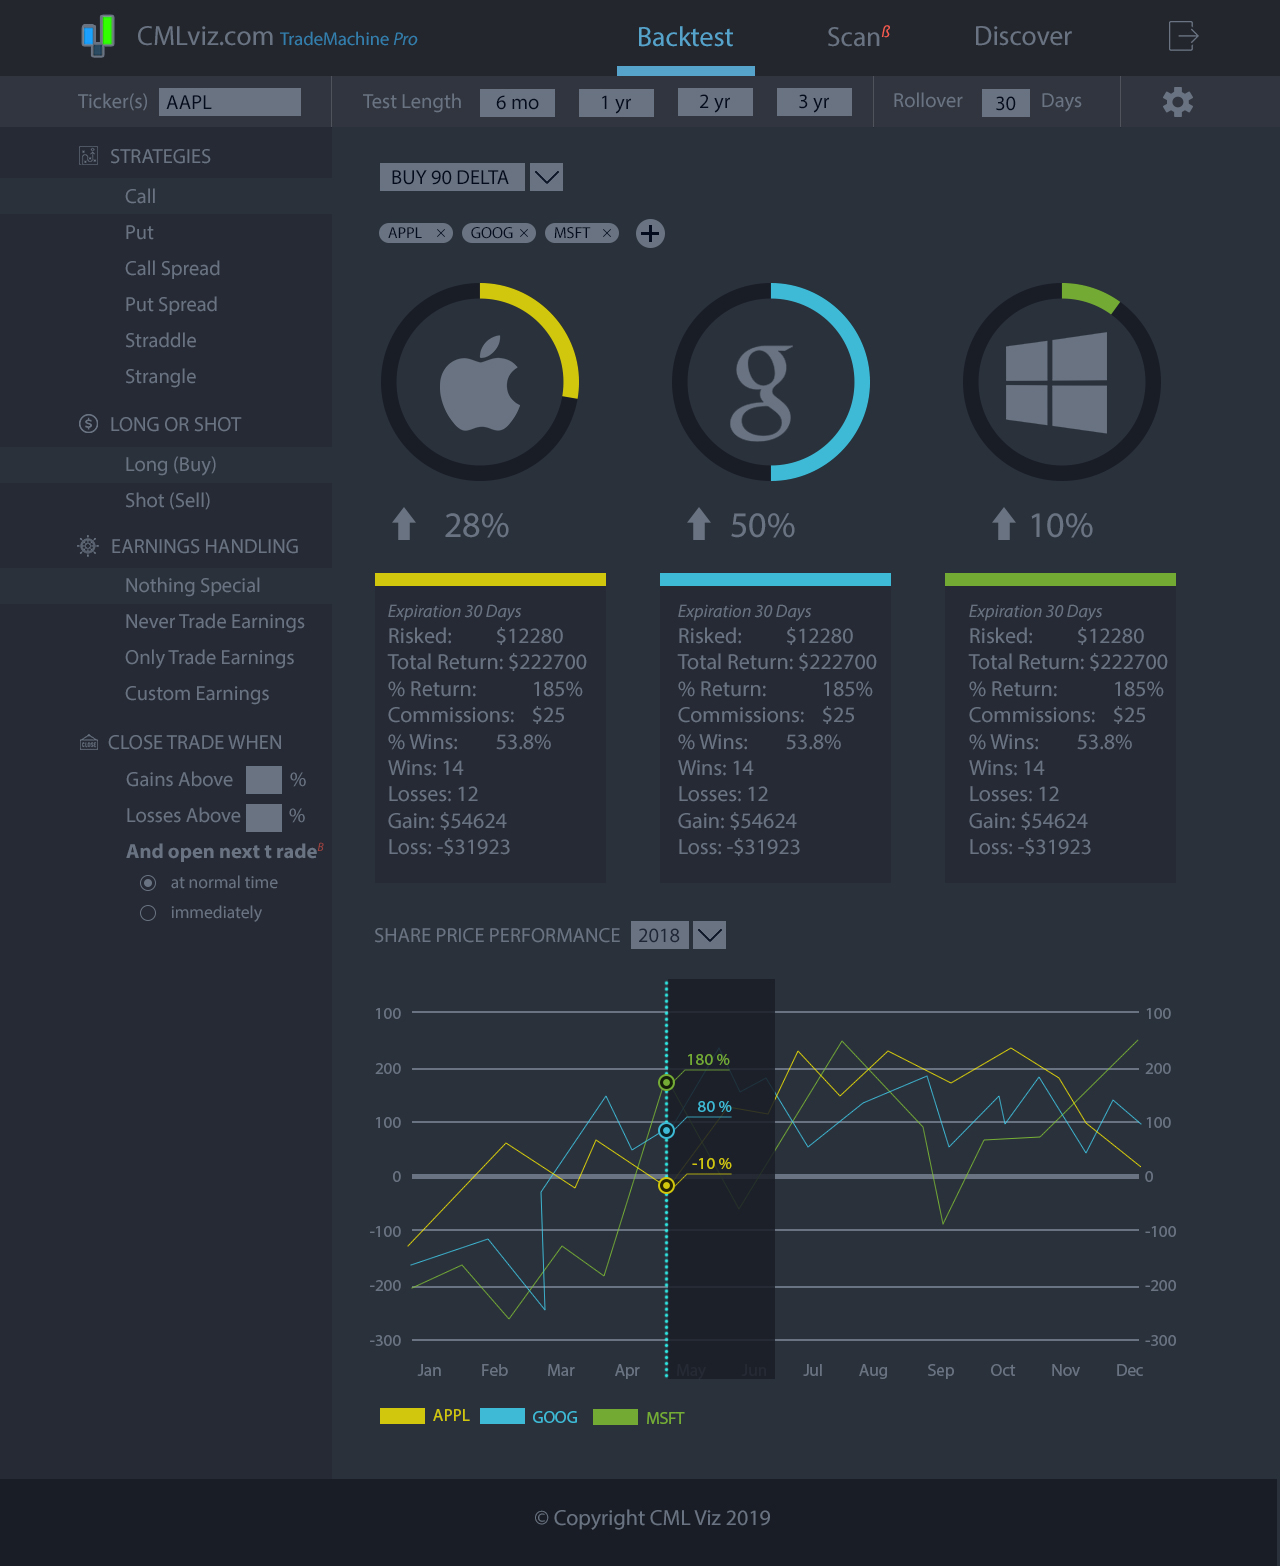 CMLviz.com TradeMachine Pro
Backtest
Scanß
Discover
Ticker(s) AAPL
Test Length 6 mo 1 yr 2 yr 3 yr
Rollover 30 Days
STRATEGIES
Call
Put
Call Spread
Put Spread
Straddle
Strangle
LONG OR SHOT
Long (Buy)
Shot (Sell)
EARNINGS HANDLING
Nothing Special
Never Trade Earnings
Only Trade Earnings
Custom Earnings
CLOSE
CLOSE TRADE WHEN
Gains Above %
Losses Above %
And open next t radeß
at normal time
immediately
BUY 90 DELTA
APPL ×
GOOG ×
MSFT ×
g
28%
50%
10%
Expiration 30 Days
Risked: $12280
Total Return: $222700
% Return: 185%
Commissions: $25
% Wins: 53.8%
Wins: 14
Losses: 12
Gain: $54624
Loss: -$31923
Expiration 30 Days
Risked: $12280
Total Return: $222700
% Return: 185%
Commissions: $25
% Wins: 53.8%
Wins: 14
Losses: 12
Gain: $54624
Loss: -$31923
Expiration 30 Days
Risked: $12280
Total Return: $222700
% Return: 185%
Commissions: $25
% Wins: 53.8%
Wins: 14
Losses: 12
Gain: $54624
Loss: -$31923
SHARE PRICE PERFORMANCE 2018
100 100
200 200
100 100
0 0
-100 -100
-200 -200
-300 -300
180 %
80 %
-10 %
Jan Feb Mar Apr May Jun Jul Aug Sep Oct Nov Dec
APPL GOOG MSFT
© Copyright CML Viz 2019